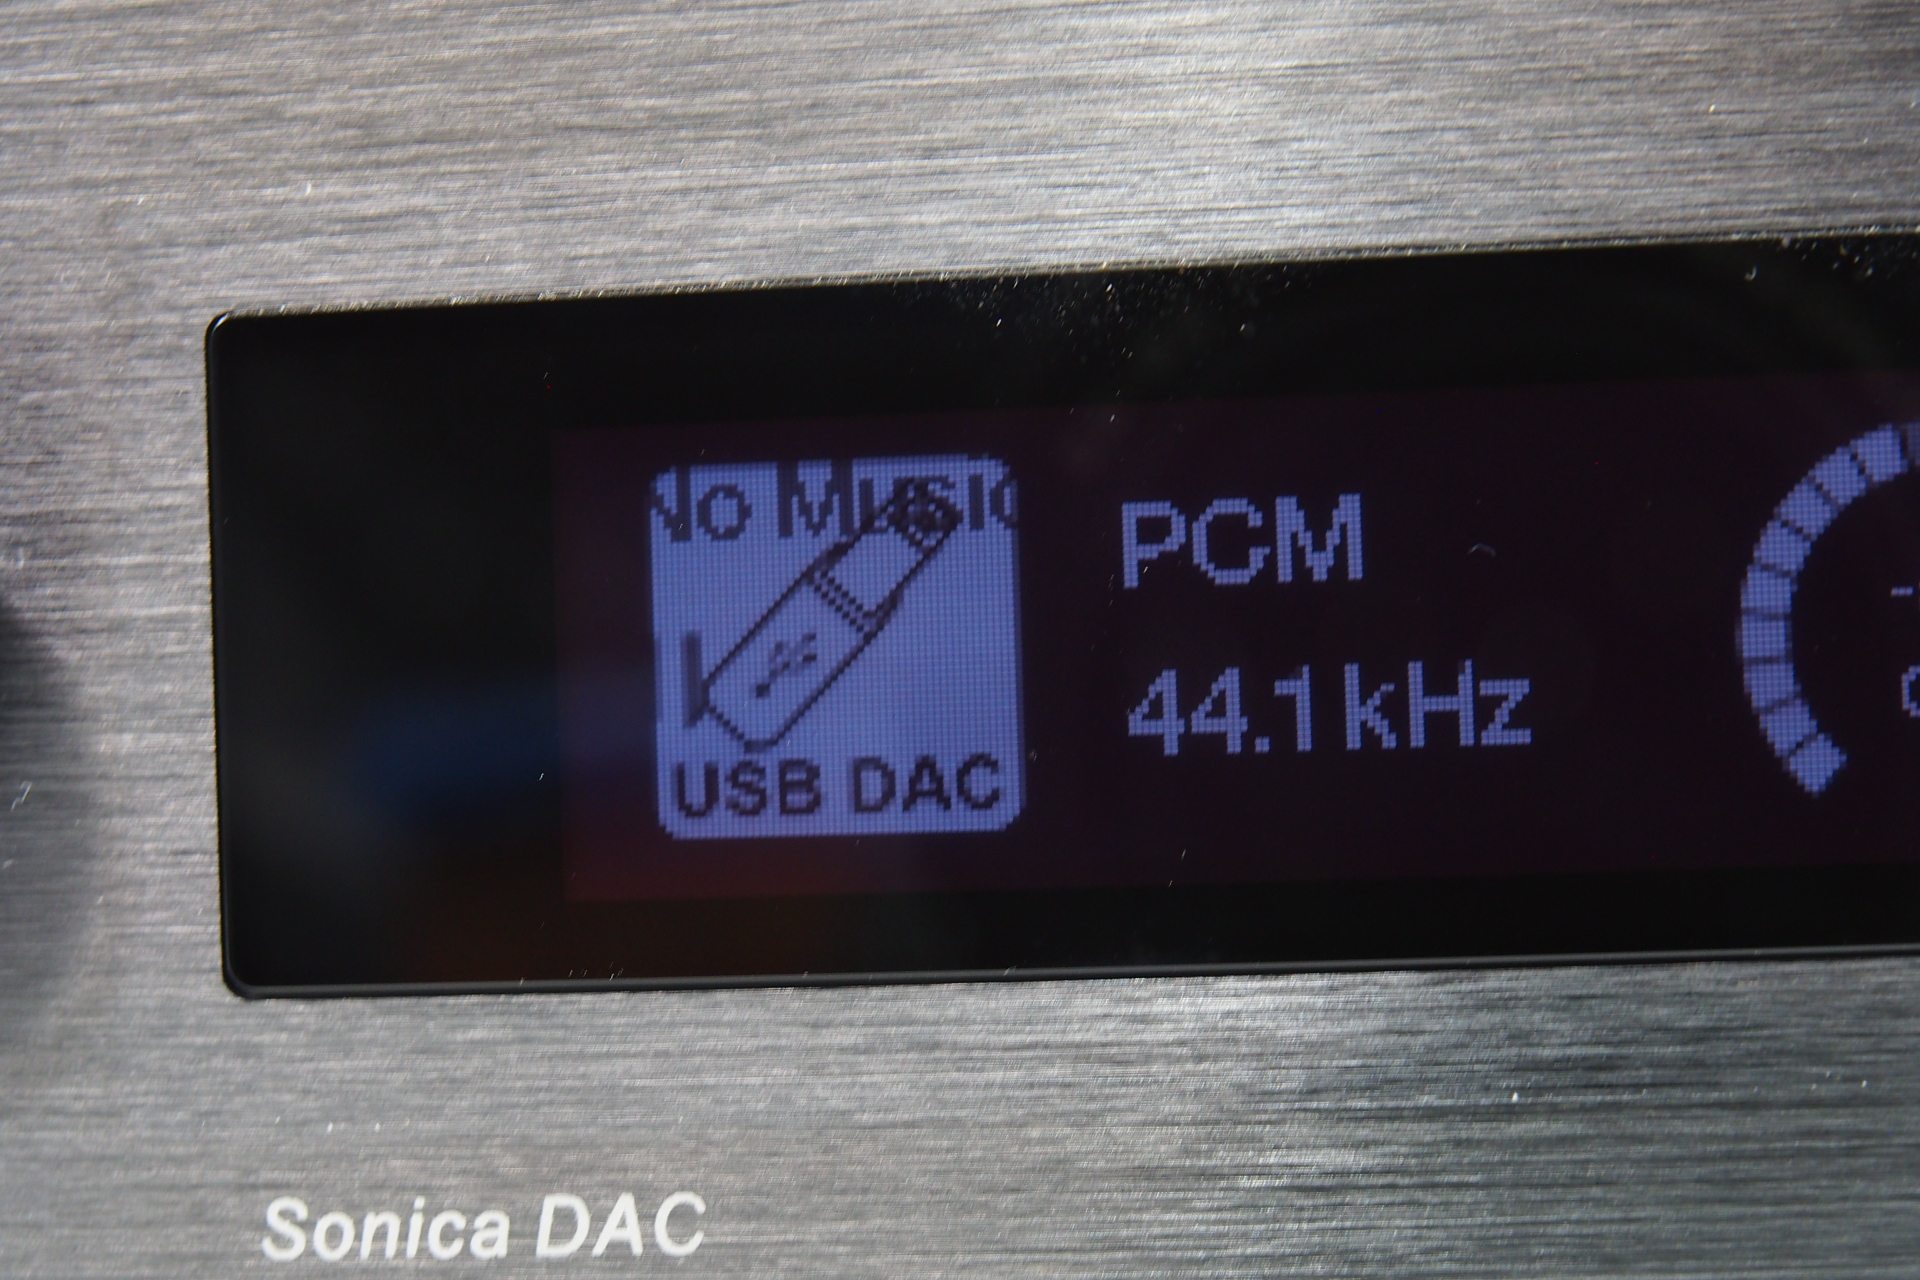 No Music
USB DAC
PCM
44.1kHz
Sonica DAC